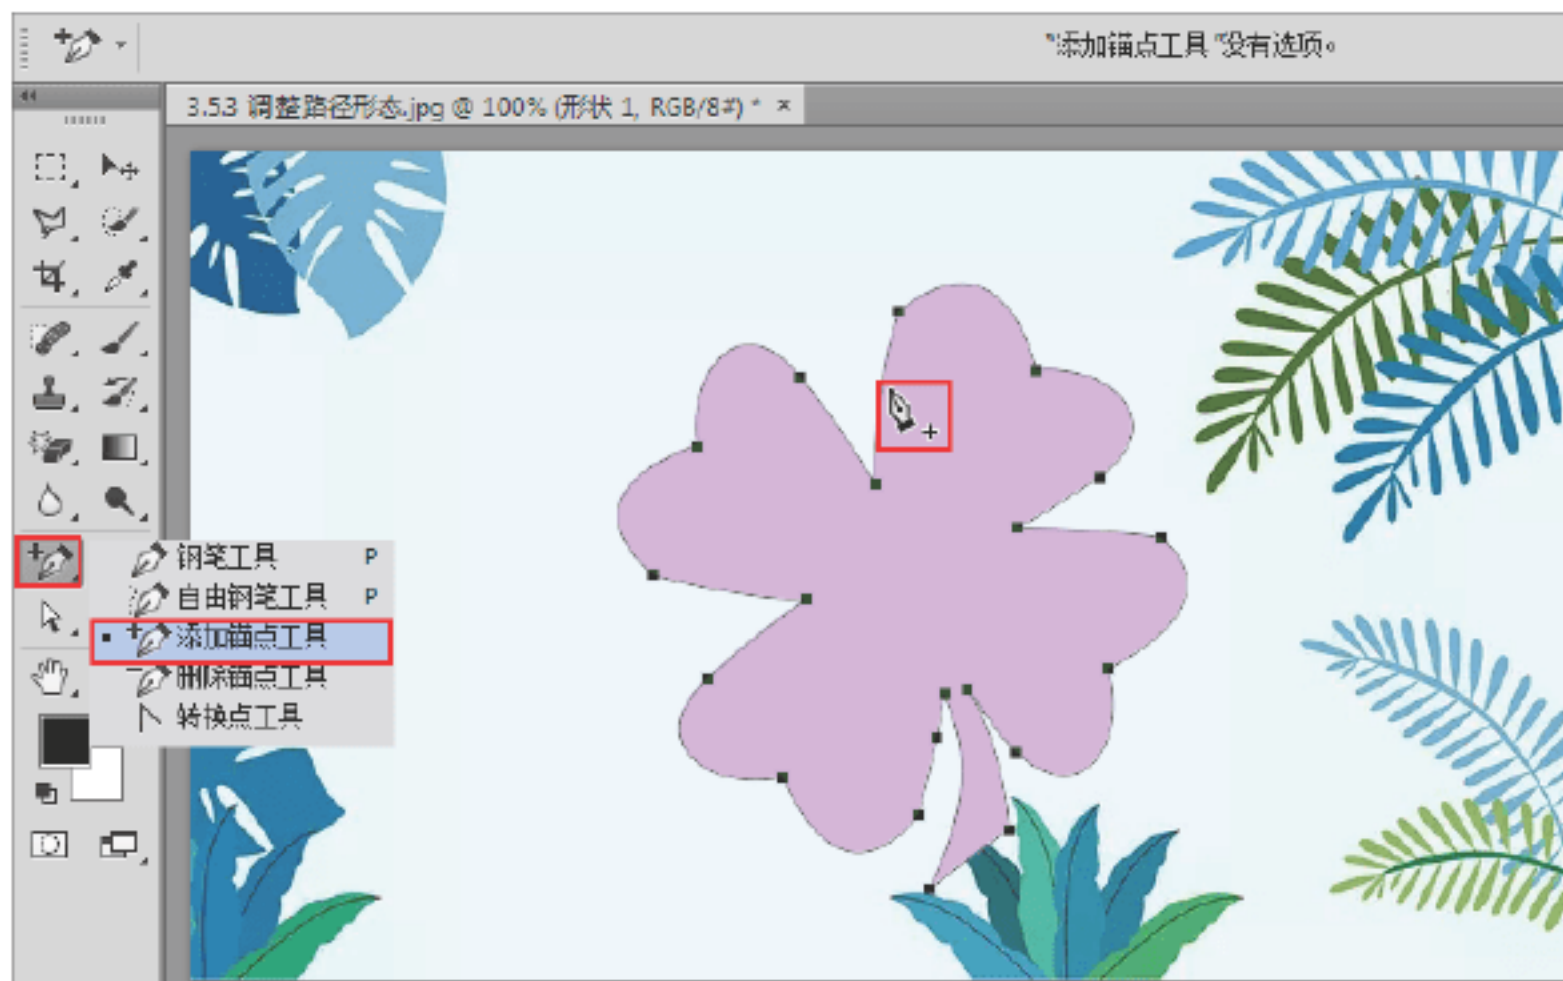 "添加锚点工具"没有选项。
3.5.3 调整路径形态.jpg @ 100% (形状 1, RGB/8#) * ×
钢笔工具 P
自由钢笔工具 P
添加锚点工具
删除锚点工具
转换点工具